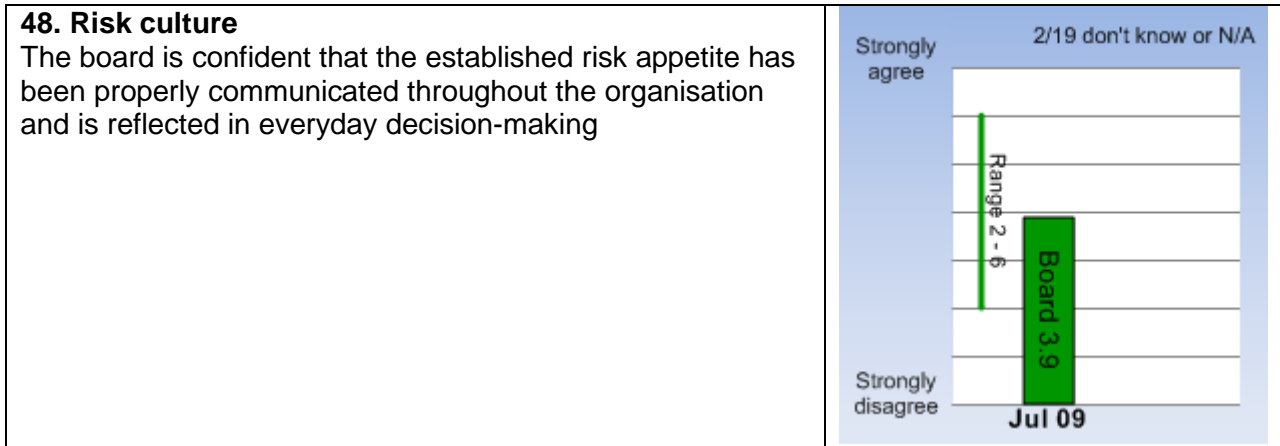 48. Risk culture
The board is confident that the established risk appetite has
been properly communicated throughout the organisation
and is reflected in everyday decision-making
2/19 don't know or N/A
Strongly
agree
Range 2 - 6
Board 3.9
Strongly
disagree
Jul 09